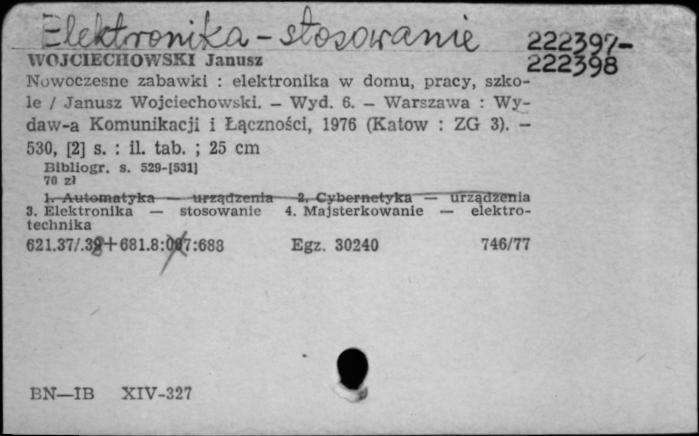 Elektronika - stosowanie 222397-
222398
WOJCIECHOWSKI Janusz
Nowoczesne zabawki : elektronika w domu, pracy, szko-
le / Janusz Wojciechowski. — Wyd. 6. — Warszawa : Wy-
daw-a Komunikacji i Łączności, 1976 (Katow : ZG 3). —
530, [2] s. : il. tab. ; 25 cm
Bibliogr. s. 529-[531]
70 zł
1. Automatyka — urządzenia 2. Cybernetyka — urządzenia
3. Elektronika — stosowanie 4. Majsterkowanie — elektro-
technika
621.37/.39+681.8:007:688 Egz. 30240 746/77
BN—IB XIV-327